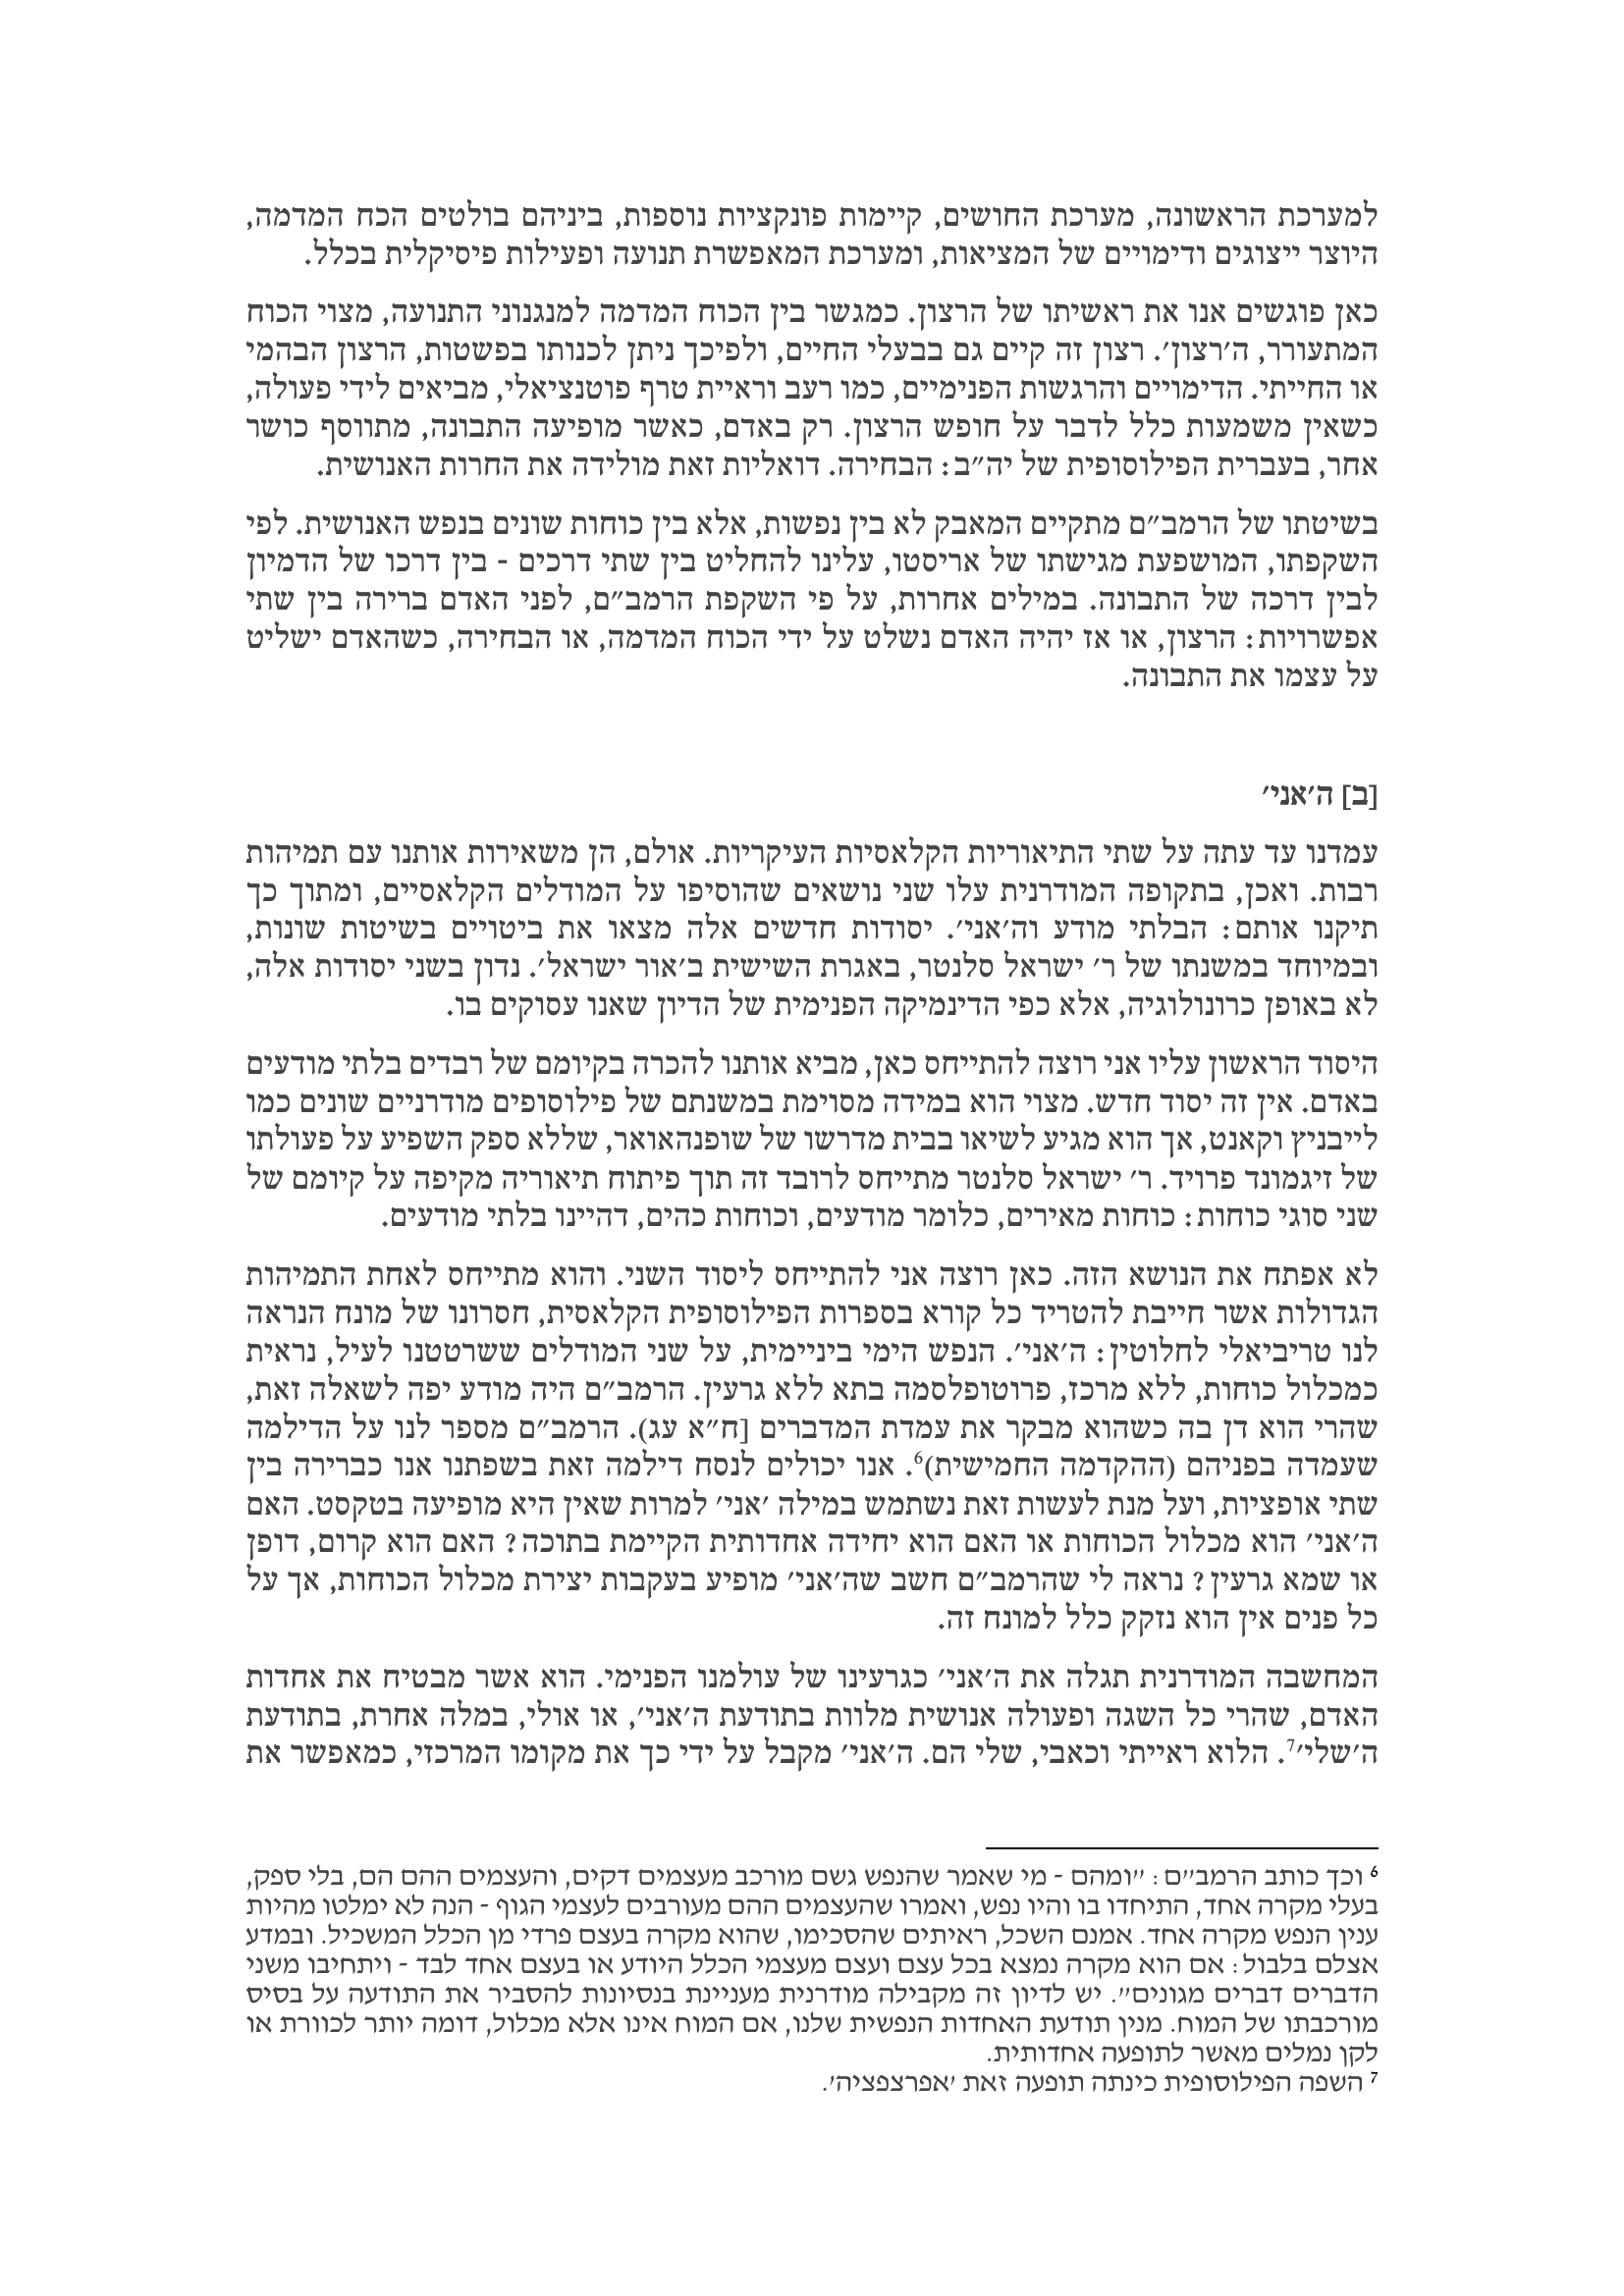 למערכת הראשונה, מערכת החושים, קיימות פונקציות נוספות, ביניהם בולטים הכח המדמה,
היוצר ייצוגים ודימויים של המציאות, ומערכת המאפשרת תנועה ופעילות פיסיקלית בכלל.
כאן פוגשים אנו את ראשיתו של הרצון. כמגשר בין הכוח המדמה למנגנוני התנועה, מצוי הכוח
המתעורר, ה׳רצון׳. רצון זה קיים גם בבעלי החיים, ולפיכך ניתן לכנותו בפשטות, הרצון הבהמי
או החייתי. הדימויים והרגשות הפנימיים, כמו רעב וראיית טרף פוטנציאלי, מביאים לידי פעולה,
כשאין משמעות כלל לדבר על חופש הרצון. רק באדם, כאשר מופיעה התבונה, מתווסף כושר
אחר, בעברית הפילוסופית של יה״ב: הבחירה. דואליות זאת מולידה את החרות האנושית.
בשיטתו של הרמב״ם מתקיים המאבק לא בין נפשות, אלא בין כוחות שונים בנפש האנושית. לפי
השקפתו, המושפעת מגישתו של אריסטו, עלינו להחליט בין שתי דרכים - בין דרכו של הדמיון
לבין דרכה של התבונה. במילים אחרות, על פי השקפת הרמב״ם, לפני האדם ברירה בין שתי
אפשרויות: הרצון, או אז יהיה האדם נשלט על ידי הכוח המדמה, או הבחירה, כשהאדם ישליט
על עצמו את התבונה.
[ב] ה׳אני׳
עמדנו עד עתה על שתי התיאוריות הקלאסיות העיקריות. אולם, הן משאירות אותנו עם תמיהות
רבות. ואכן, בתקופה המודרנית עלו שני נושאים שהוסיפו על המודלים הקלאסיים, ומתוך כך
תיקנו אותם: הבלתי מודע וה׳אני׳. יסודות חדשים אלה מצאו את ביטויים בשיטות שונות,
ובמיוחד במשנתו של ר׳ ישראל סלנטר, באגרת השישית ב׳אור ישראל׳. נדון בשני יסודות אלה,
לא באופן כרונולוגיה, אלא כפי הדינמיקה הפנימית של הדיון שאנו עסוקים בו.
היסוד הראשון עליו אני רוצה להתייחס כאן, מביא אותנו להכרה בקיומם של רבדים בלתי מודעים
באדם. אין זה יסוד חדש. מצוי הוא במידה מסוימת במשנתם של פילוסופים מודרניים שונים כמו
לייבניץ וקאנט, אך הוא מגיע לשיאו בבית מדרשו של שופנהאואר, שללא ספק השפיע על פעולתו
של זיגמונד פרויד. ר׳ ישראל סלנטר מתייחס לרובד זה תוך פיתוח תיאוריה מקיפה על קיומם של
שני סוגי כוחות: כוחות מאירים, כלומר מודעים, וכוחות כהים, דהיינו בלתי מודעים.
לא אפתח את הנושא הזה. כאן רוצה אני להתייחס ליסוד השני. והוא מתייחס לאחת התמיהות
הגדולות אשר חייבת להטריד כל קורא בספרות הפילוסופית הקלאסית, חסרונו של מונח הנראה
לנו טריביאלי לחלוטין: ה׳אני׳. הנפש הימי ביניימית, על שני המודלים ששרטטנו לעיל, נראית
כמכלול כוחות, ללא מרכז, פרוטופלסמה בתא ללא גרעין. הרמב״ם היה מודע יפה לשאלה זאת,
שהרי הוא דן בה כשהוא מבקר את עמדת המדברים [ח״א עג). הרמב״ם מספר לנו על הדילמה
שעמדה בפניהם (ההקדמה החמישית)⁶. אנו יכולים לנסח דילמה זאת בשפתנו אנו כברירה בין
שתי אופציות, ועל מנת לעשות זאת נשתמש במילה ׳אני׳ למרות שאין היא מופיעה בטקסט. האם
ה׳אני׳ הוא מכלול הכוחות או האם הוא יחידה אחדותית הקיימת בתוכה? האם הוא קרום, דופן
או שמא גרעין? נראה לי שהרמב״ם חשב שה׳אני׳ מופיע בעקבות יצירת מכלול הכוחות, אך על
כל פנים אין הוא נזקק כלל למונח זה.
המחשבה המודרנית תגלה את ה׳אני׳ כגרעינו של עולמנו הפנימי. הוא אשר מבטיח את אחדות
האדם, שהרי כל השגה ופעולה אנושית מלוות בתודעת ה׳אני׳, או אולי, במלה אחרת, בתודעת
ה׳שלי׳⁷. הלוא ראייתי וכאבי, שלי הם. ה׳אני׳ מקבל על ידי כך את מקומו המרכזי, כמאפשר את
⁶ וכך כותב הרמב״ם: ״ומהם - מי שאמר שהנפש גשם מורכב מעצמים דקים, והעצמים ההם הם, בלי ספק,
בעלי מקרה אחד, התיחדו בו והיו נפש, ואמרו שהעצמים ההם מעורבים לעצמי הגוף - הנה לא ימלטו מהיות
ענין הנפש מקרה אחד. אמנם השכל, ראיתים שהסכימו, שהוא מקרה בעצם פרדי מן הכלל המשכיל. ובמדע
אצלם בלבול: אם הוא מקרה נמצא בכל עצם ועצם מעצמי הכלל היודע או בעצם אחד לבד - ויתחיבו משני
הדברים דברים מגונים״. יש לדיון זה מקבילה מודרנית מעניינת בנסיונות להסביר את התודעה על בסיס
מורכבתו של המוח. מנין תודעת האחדות הנפשית שלנו, אם המוח אינו אלא מכלול, דומה יותר לכוורת או
לקן נמלים מאשר לתופעה אחדותית.
⁷ השפה הפילוסופית כינתה תופעה זאת ׳אפרצפציה׳.